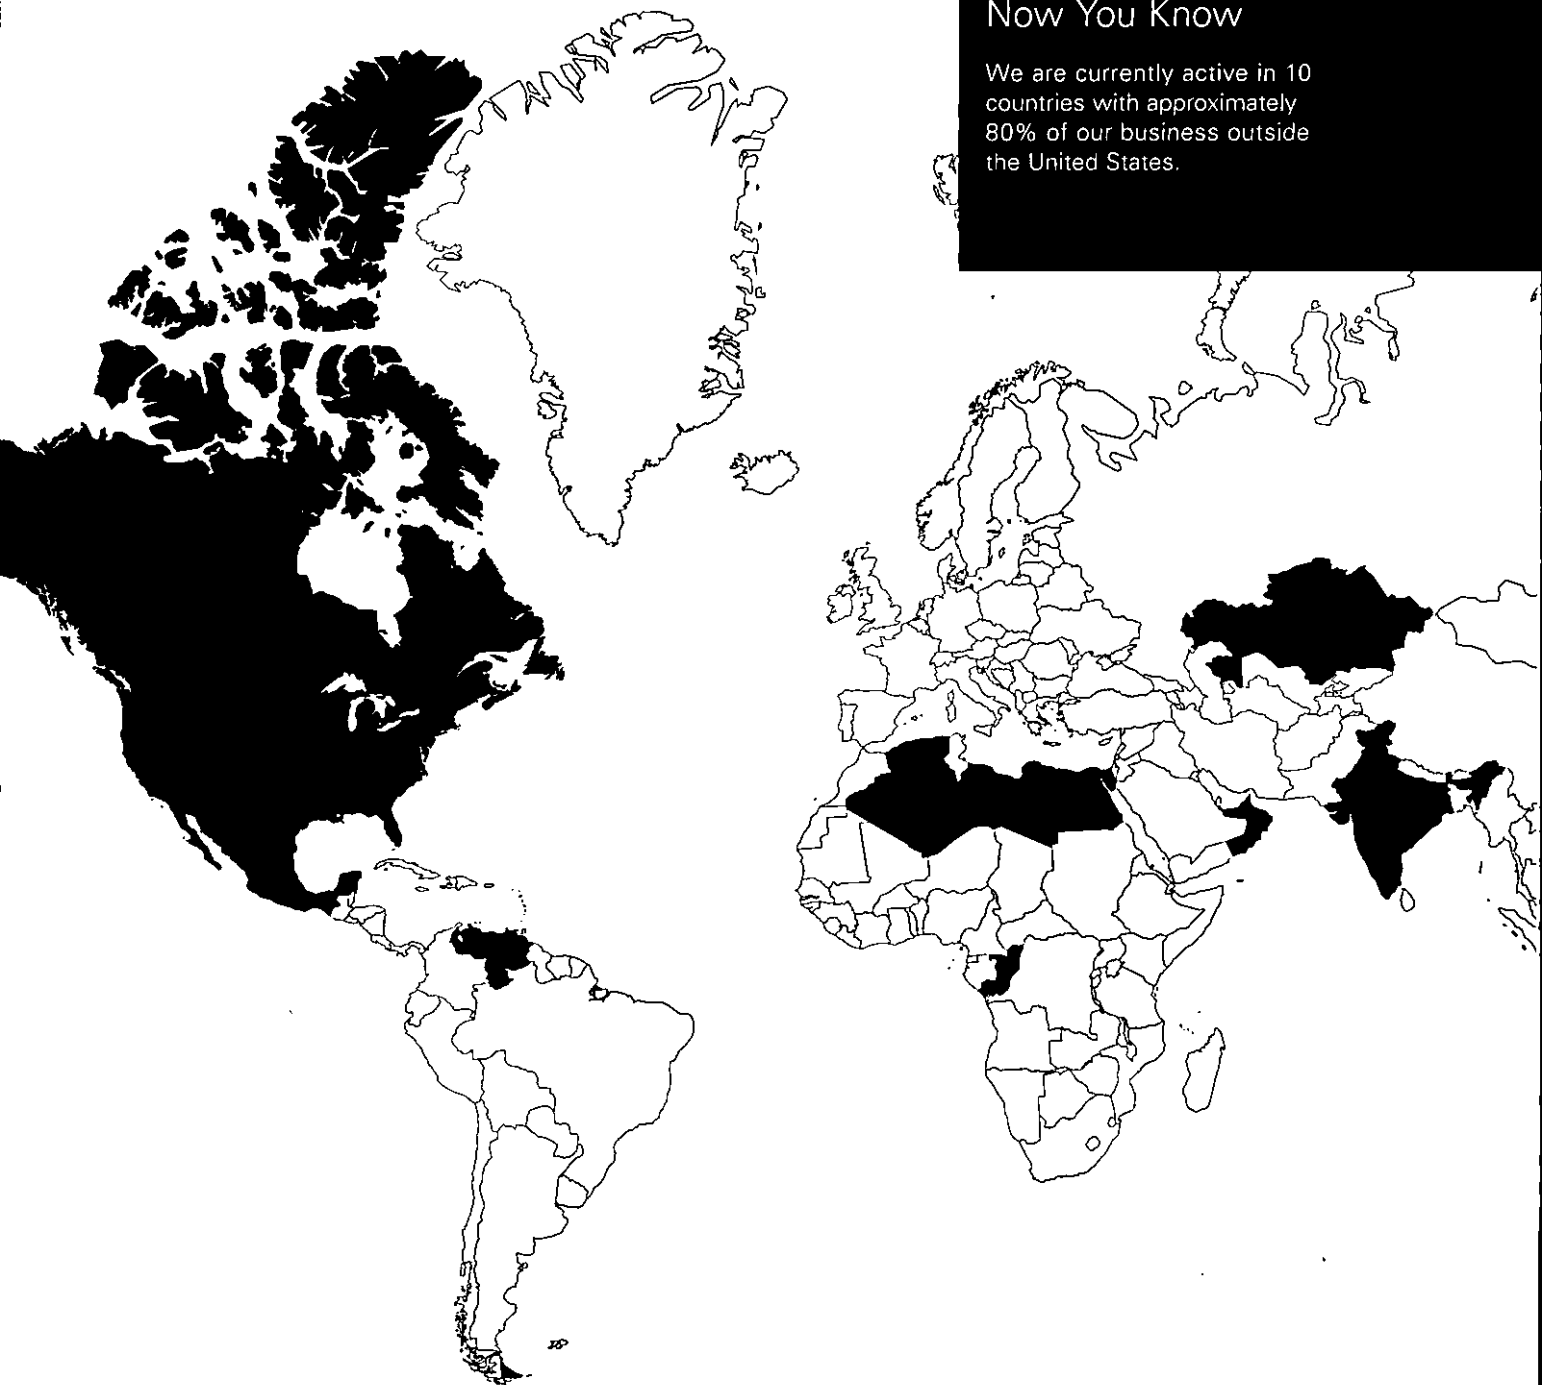 Now You Know
We are currently active in 10
countries with approximately
80% of our business outside
the United States.